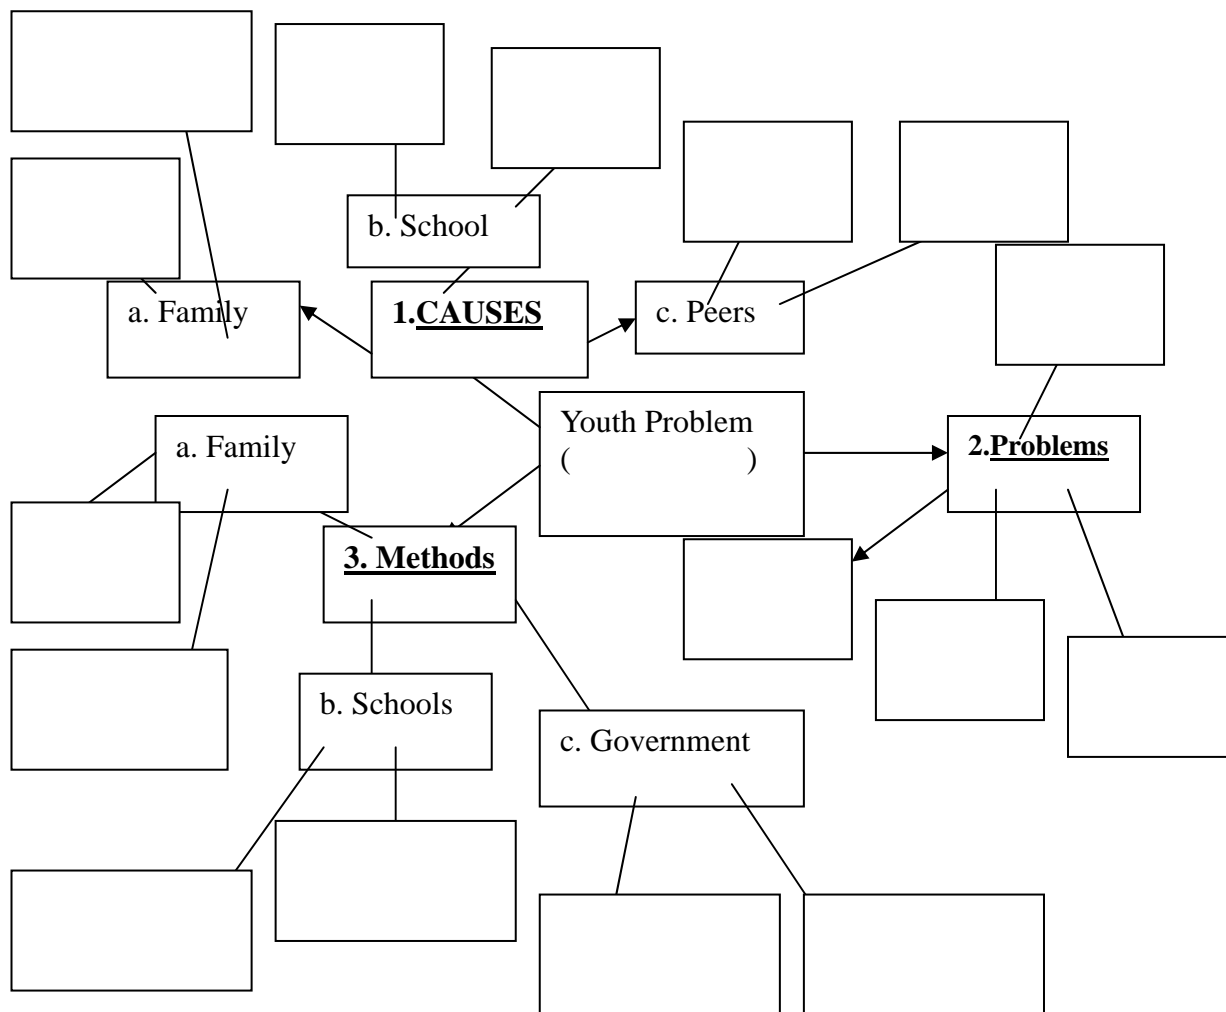 b. School
a. Family
1.CAUSES
c. Peers
Youth Problem
( )
a. Family
2.Problems
3. Methods
b. Schools
c. Government